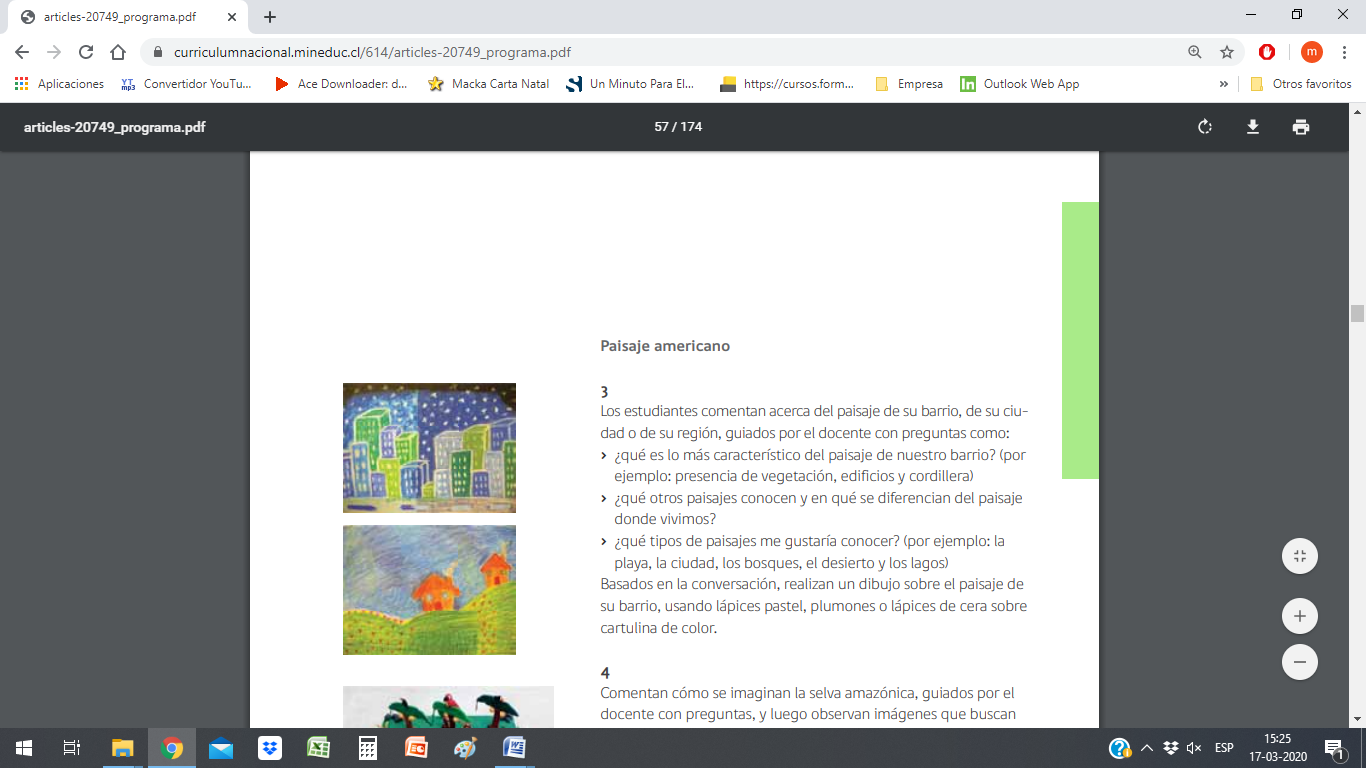 articles-20749_programa.pdf
curriculumnacional.mineduc.cl/614/articles-20749_programa.pdf
m
Aplicaciones
Convertidor YouTu...
Ace Downloader: d...
Macka Carta Natal
Un Minuto Para El...
https://cursos.form...
Empresa
Outlook Web App
»
Otros favoritos
articles-20749_programa.pdf
57 / 174
Paisaje americano
3
Los estudiantes comentan acerca del paisaje de su barrio, de su ciu-
dad o de su región, guiados por el docente con preguntas como:
› ¿qué es lo más característico del paisaje de nuestro barrio? (por
ejemplo: presencia de vegetación, edificios y cordillera)
› ¿qué otros paisajes conocen y en qué se diferencian del paisaje
donde vivimos?
› ¿qué tipos de paisajes me gustaría conocer? (por ejemplo: la
playa, la ciudad, los bosques, el desierto y los lagos)
Basados en la conversación, realizan un dibujo sobre el paisaje de
su barrio, usando lápices pastel, plumones o lápices de cera sobre
cartulina de color.
4
Comentan cómo se imaginan la selva amazónica, guiados por el
docente con preguntas, y luego observan imágenes que buscan
ESP
15:25
17-03-2020
1